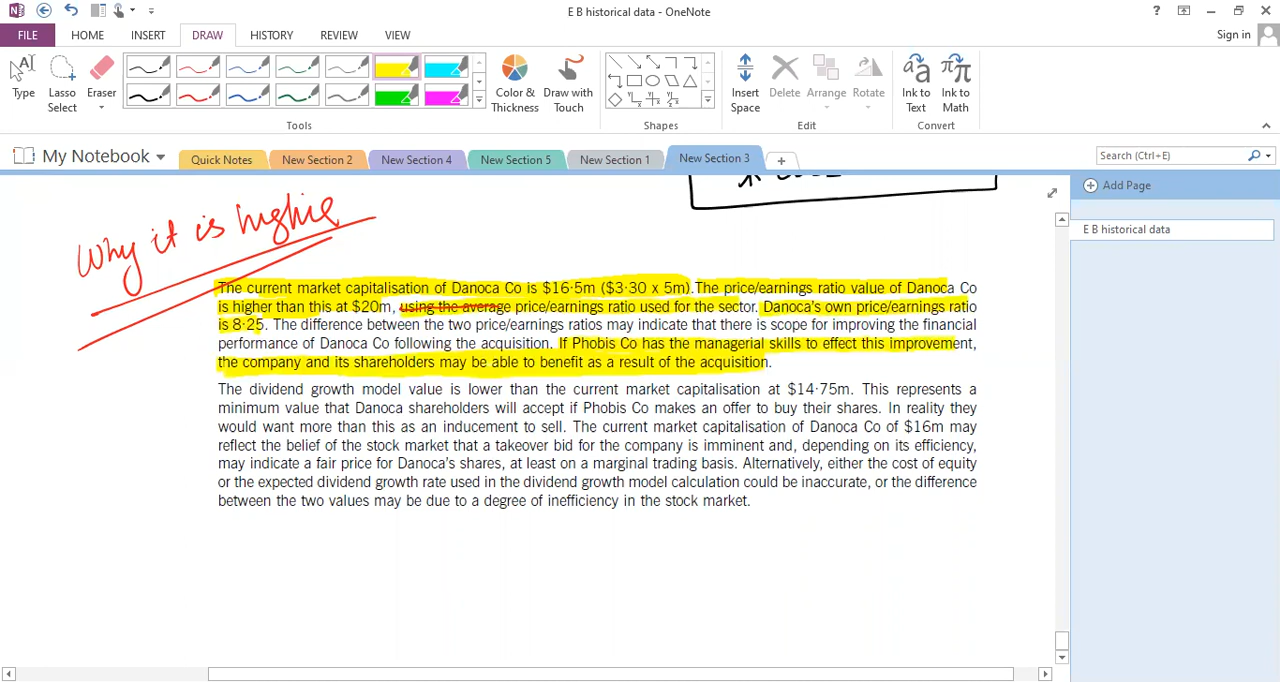 E B historical data - OneNote
?
Sign in
FILE
HOME
INSERT
DRAW
HISTORY
REVIEW
VIEW
Type
Lasso Select
Eraser
Color & Thickness
Draw with Touch
Insert Space
Delete
Arrange
Rotate
Ink to Text
Ink to Math
Tools
Shapes
Edit
Convert
My Notebook
Quick Notes
New Section 2
New Section 4
New Section 5
New Section 1
New Section 3
Search (Ctrl+E)
Add Page
E B historical data
Why it is highie
The current market capitalisation of Danoca Co is $16·5m ($3·30 x 5m). The price/earnings ratio value of Danoca Co
is higher than this at $20m, using the average price/earnings ratio used for the sector. Danoca's own price/earnings ratio
is 8·25. The difference between the two price/earnings ratios may indicate that there is scope for improving the financial
performance of Danoca Co following the acquisition. If Phobis Co has the managerial skills to effect this improvement,
the company and its shareholders may be able to benefit as a result of the acquisition.
The dividend growth model value is lower than the current market capitalisation at $14·75m. This represents a
minimum value that Danoca shareholders will accept if Phobis Co makes an offer to buy their shares. In reality they
would want more than this as an inducement to sell. The current market capitalisation of Danoca Co of $16m may
reflect the belief of the stock market that a takeover bid for the company is imminent and, depending on its efficiency,
may indicate a fair price for Danoca's shares, at least on a marginal trading basis. Alternatively, either the cost of equity
or the expected dividend growth rate used in the dividend growth model calculation could be inaccurate, or the difference
between the two values may be due to a degree of inefficiency in the stock market.